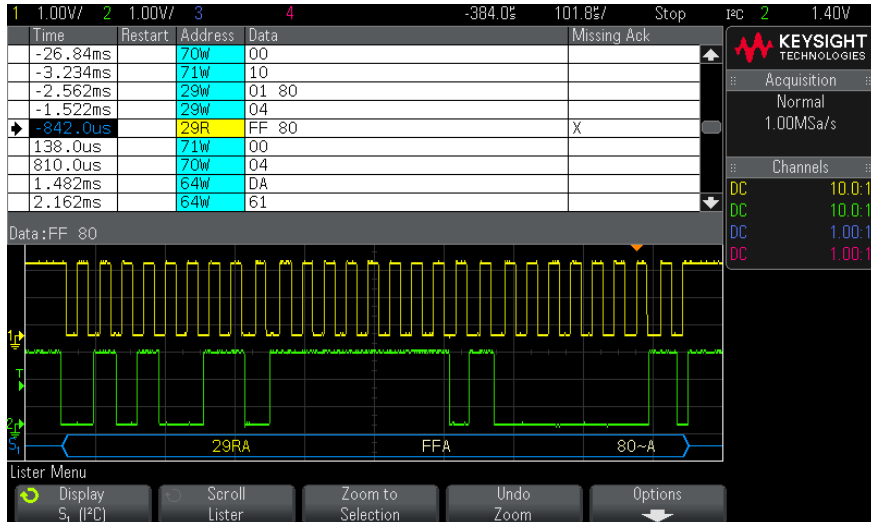 1 1.00V/ 2 1.00V/ 3 4 -384.0us 101.8us/ Stop I²C 2 1.40V
Time Restart Address Data Missing Ack
-26.84ms 70W 00
-3.234ms 71W 10
-2.562ms 29W 01 80
-1.522ms 29W 04
-842.0us 29R FF 80 X
138.0us 71W 00
810.0us 70W 04
1.482ms 64W DA
2.162ms 64W 61
Data:FF 80
KEYSIGHT
TECHNOLOGIES
Acquisition
Normal
1.00MSa/s
Channels
DC 10.0:1
DC 10.0:1
DC 1.00:1
DC 1.00:1
1
T
2
S₁ 29RA FFA 80~A
Lister Menu
Display Scroll Zoom to Undo Options
S₁ (I²C) Lister Selection Zoom